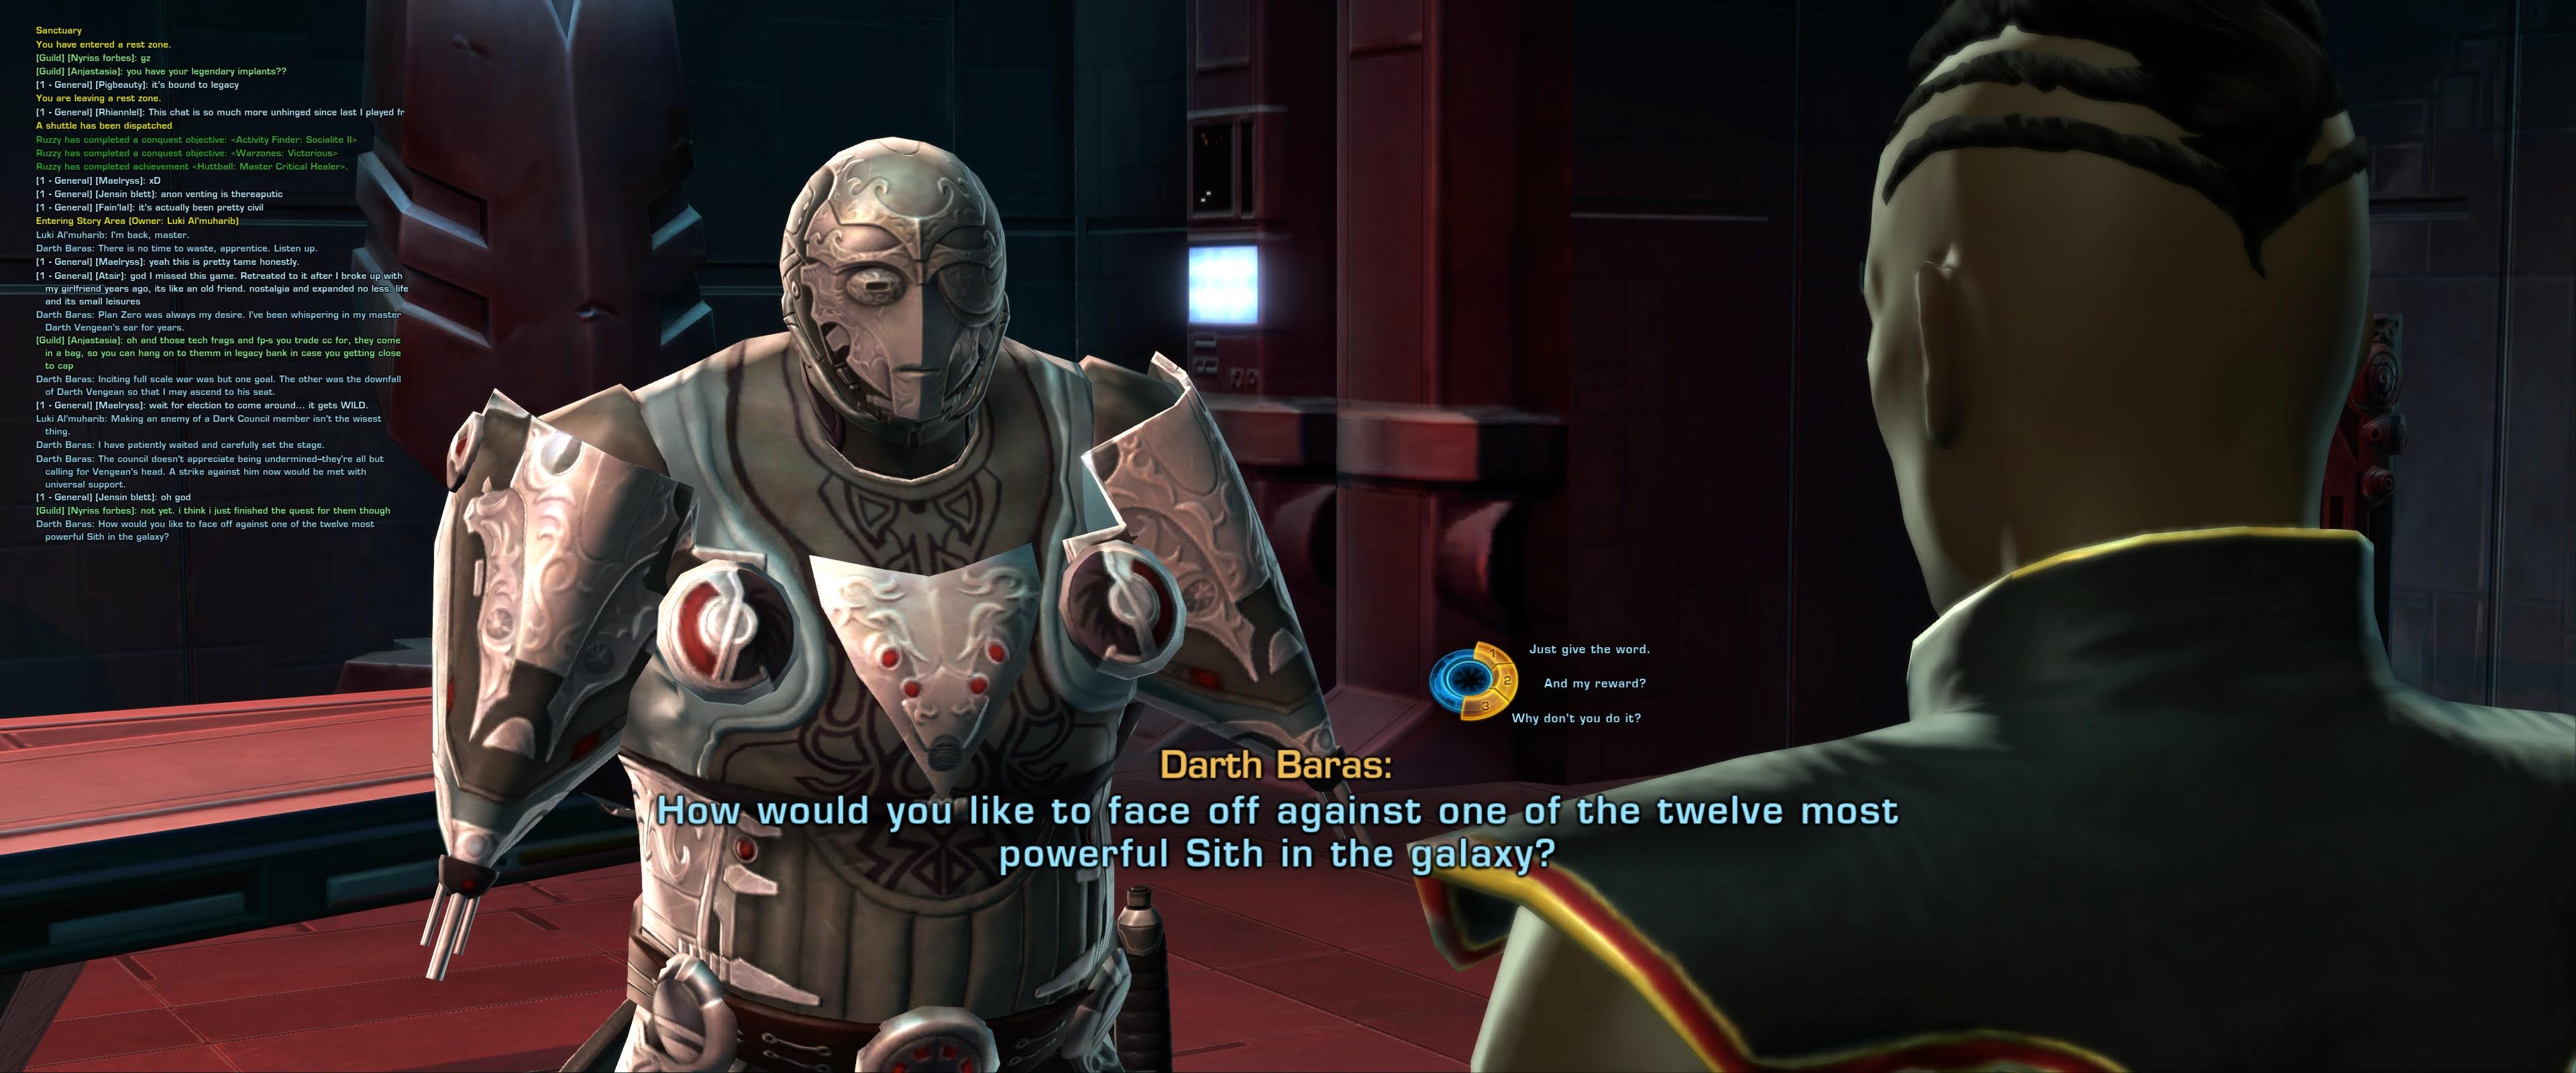 Sanctuary
You have entered a rest zone.
[Guild] [Nyriss forbes]: gz
[Guild] [Anjastasia]: you have your legendary implants??
[1 - General] [Pigbeauty]: it's bound to legacy
You are leaving a rest zone.
[1 - General] [Rhiannlel]: This chat is so much more unhinged since last I played fr
A shuttle has been dispatched
Ruzzy has completed a conquest objective: <Activity Finder: Socialite II>
Ruzzy has completed a conquest objective: <Warzones: Victorious>
Ruzzy has completed achievement <Huttball: Master Critical Healer>.
[1 - General] [Maelryss]: xD
[1 - General] [Jensin blett]: anon venting is thereaputic
[1 - General] [Fain'lal]: it's actually been pretty civil
Entering Story Area (Owner: Luki Al'muharib)
Luki Al'muharib: I'm back, master.
Darth Baras: There is no time to waste, apprentice. Listen up.
[1 - General] [Maelryss]: yeah this is pretty tame honestly.
[1 - General] [Atsir]: god I missed this game. Retreated to it after I broke up with
my girlfriend years ago, its like an old friend. nostalgia and expanded no less. life
and its small leisures
Darth Baras: Plan Zero was always my desire. I've been whispering in my master
Darth Vengean's ear for years.
[Guild] [Anjastasia]: oh and those tech frags and fp-s you trade cc for, they come
in a bag, so you can hang on to themm in legacy bank in case you getting close
to cap
Darth Baras: Inciting full scale war was but one goal. The other was the downfall
of Darth Vengean so that I may ascend to his seat.
[1 - General] [Maelryss]: wait for election to come around... it gets WILD.
Luki Al'muharib: Making an enemy of a Dark Council member isn't the wisest
thing.
Darth Baras: I have patiently waited and carefully set the stage.
Darth Baras: The council doesn't appreciate being undermined–they're all but
calling for Vengean's head. A strike against him now would be met with
universal support.
[1 - General] [Jensin blett]: oh god
[Guild] [Nyriss forbes]: not yet. i think i just finished the quest for them though
Darth Baras: How would you like to face off against one of the twelve most
powerful Sith in the galaxy?
1 Just give the word.
2 And my reward?
3 Why don't you do it?
Darth Baras:
How would you like to face off against one of the twelve most
powerful Sith in the galaxy?